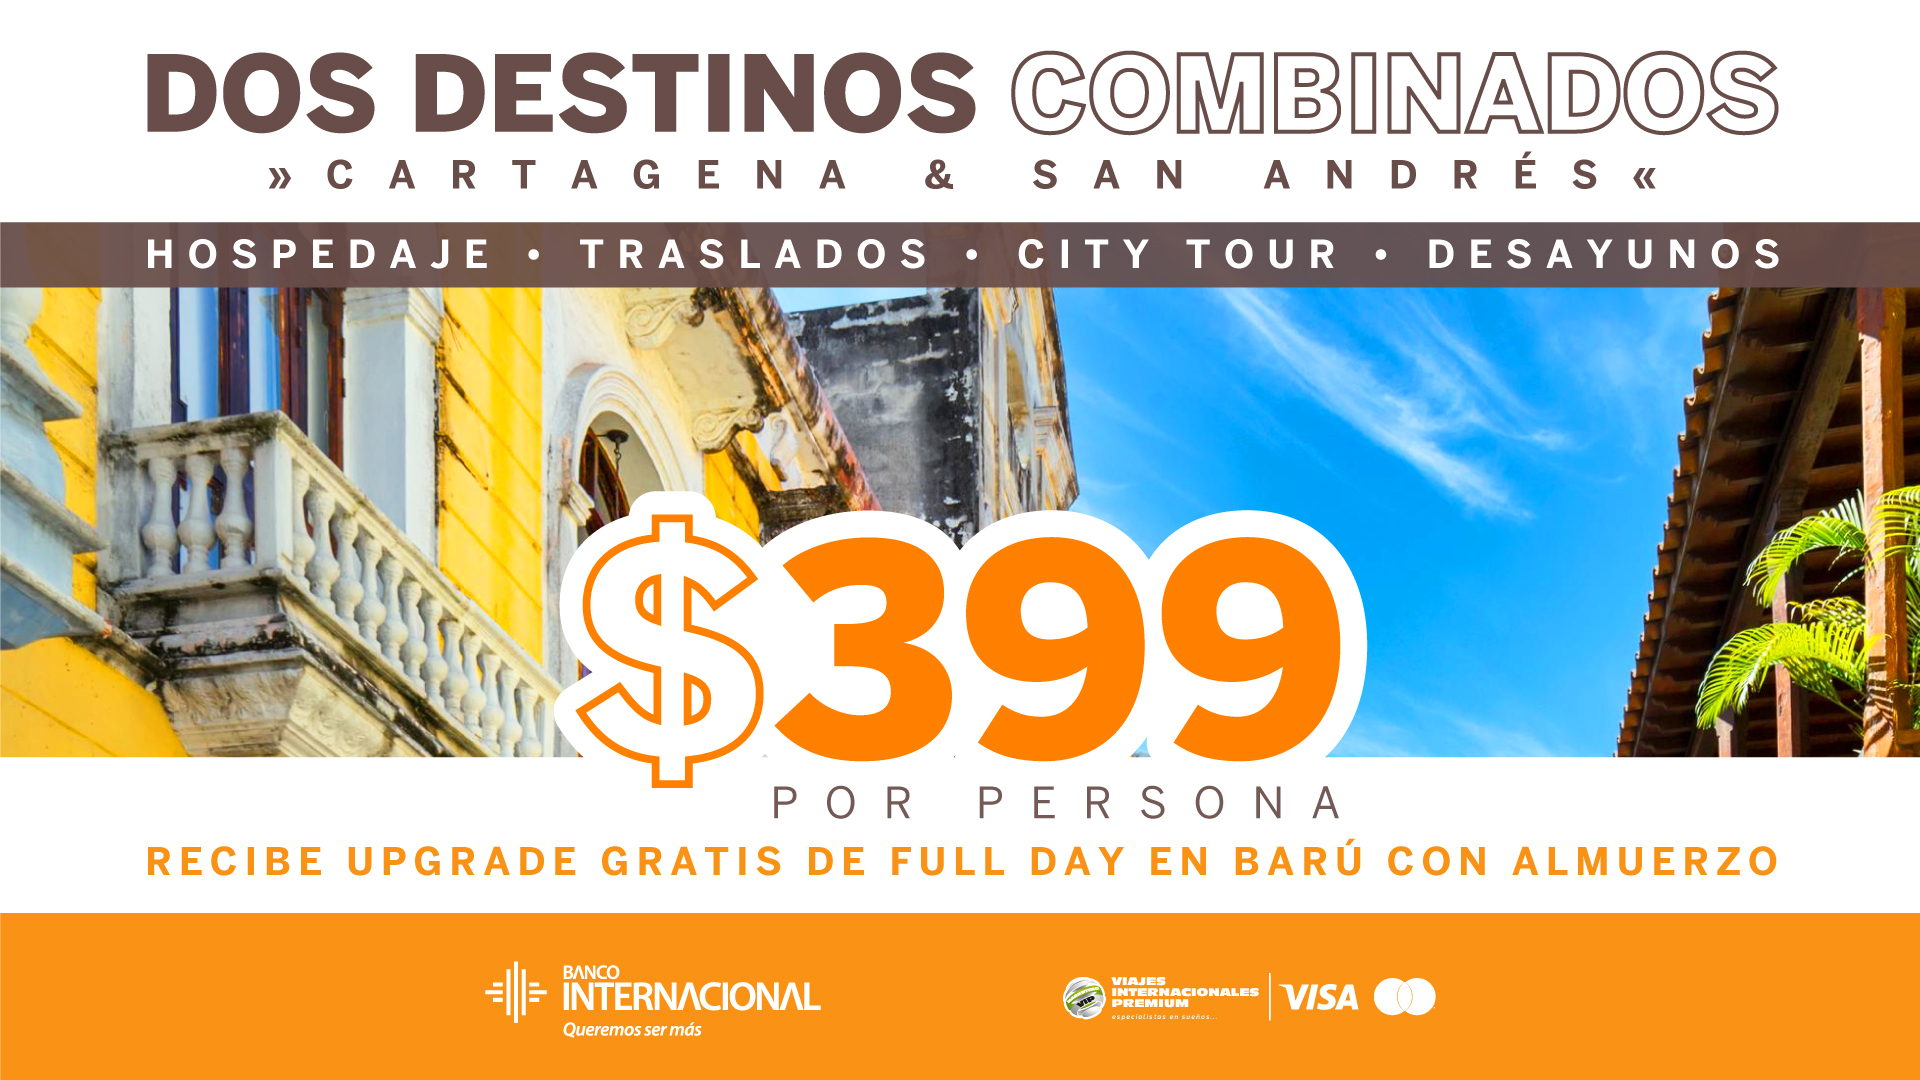 DOS DESTINOS COMBINADOS
» CARTAGENA & SAN ANDRÉS «
HOSPEDAJE • TRASLADOS • CITY TOUR • DESAYUNOS
$399
POR PERSONA
RECIBE UPGRADE GRATIS DE FULL DAY EN BARÚ CON ALMUERZO
BANCO
INTERNACIONAL
Queremos ser más
VIAJES
INTERNACIONALES
PREMIUM
especialistas en sueños...
VIP
VISA